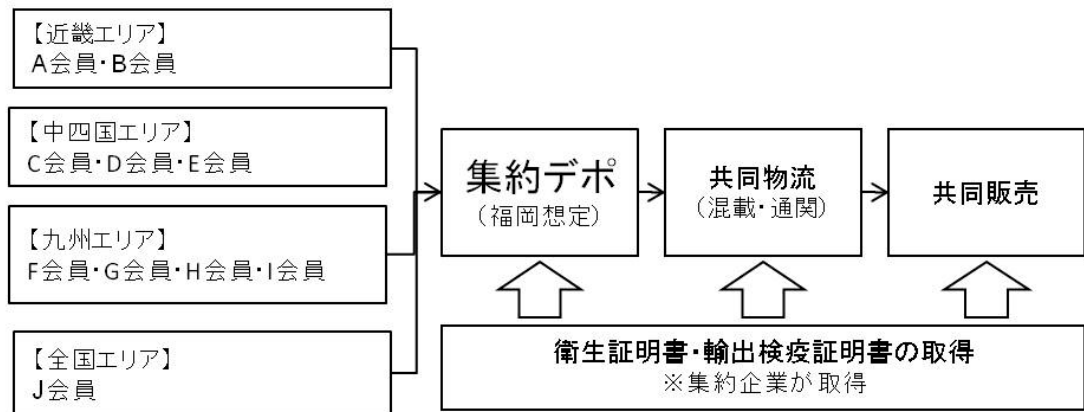 【近畿エリア】
A会員・B会員
【中四国エリア】
C会員・D会員・E会員
【九州エリア】
F会員・G会員・H会員・I会員
【全国エリア】
J会員
集約デポ
（福岡想定）
共同物流
（混載・通関）
共同販売
衛生証明書・輸出検疫証明書の取得
※集約企業が取得